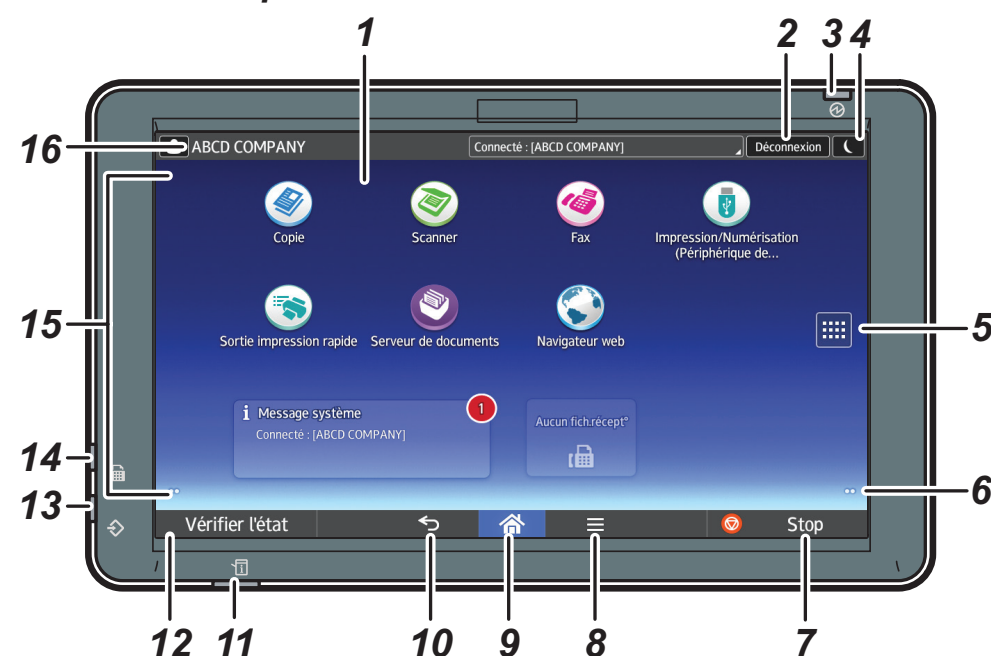 1
2
3
4
16
ABCD COMPANY
Connecté : [ABCD COMPANY]
Déconnexion
Copie
Scanner
Fax
Impression/Numérisation
(Périphérique de...
15
5
Sortie impression rapide
Serveur de documents
Navigateur web
i Message système
1
Connecté : [ABCD COMPANY]
Aucun fich.récept°
14
13
6
Vérifier l'état
Stop
12
11
10
9
8
7